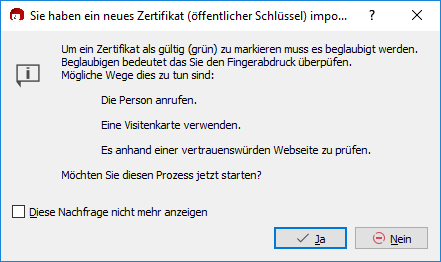 Sie haben ein neues Zertifikat (öffentlicher Schlüssel) impo...
Um ein Zertifikat als gültig (grün) zu markieren muss es beglaubigt werden.
Beglaubigen bedeutet das Sie den Fingerabdruck überpüfen.
Mögliche Wege dies zu tun sind:
Die Person anrufen.
Eine Visitenkarte verwenden.
Es anhand einer vertrauenswürden Webseite zu prüfen.
Möchten Sie diesen Prozess jetzt starten?
Diese Nachfrage nicht mehr anzeigen
Ja
Nein